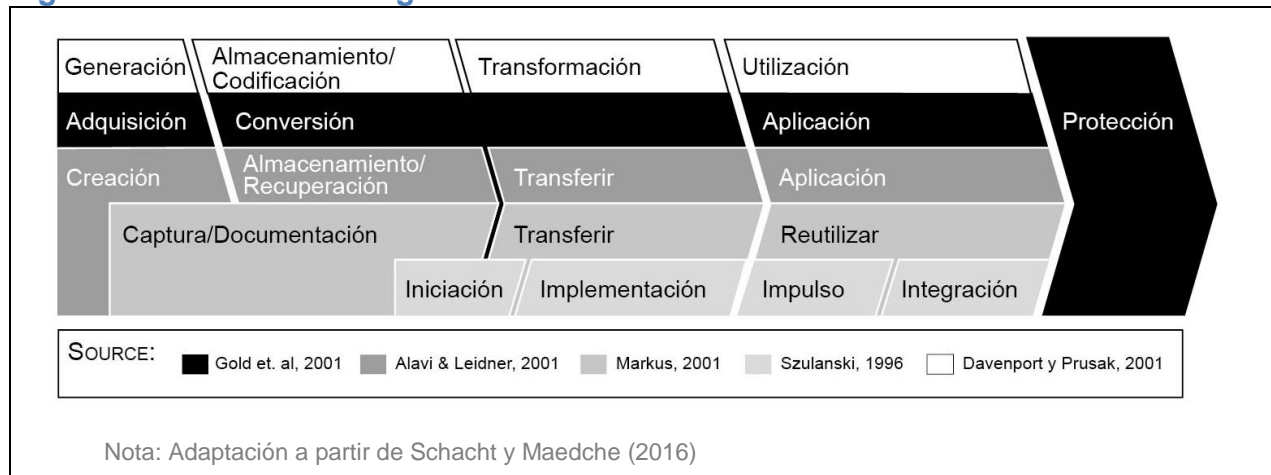 Generación Almacenamiento/ Transformación Utilización
Codificación
Adquisición Conversión Aplicación Protección
Creación Almacenamiento/ Transferir Aplicación
Recuperación
Captura/Documentación Transferir Reutilizar
Iniciación Implementación Impulso Integración
SOURCE: Gold et. al, 2001 Alavi & Leidner, 2001 Markus, 2001 Szulanski, 1996 Davenport y Prusak, 2001
Nota: Adaptación a partir de Schacht y Maedche (2016)